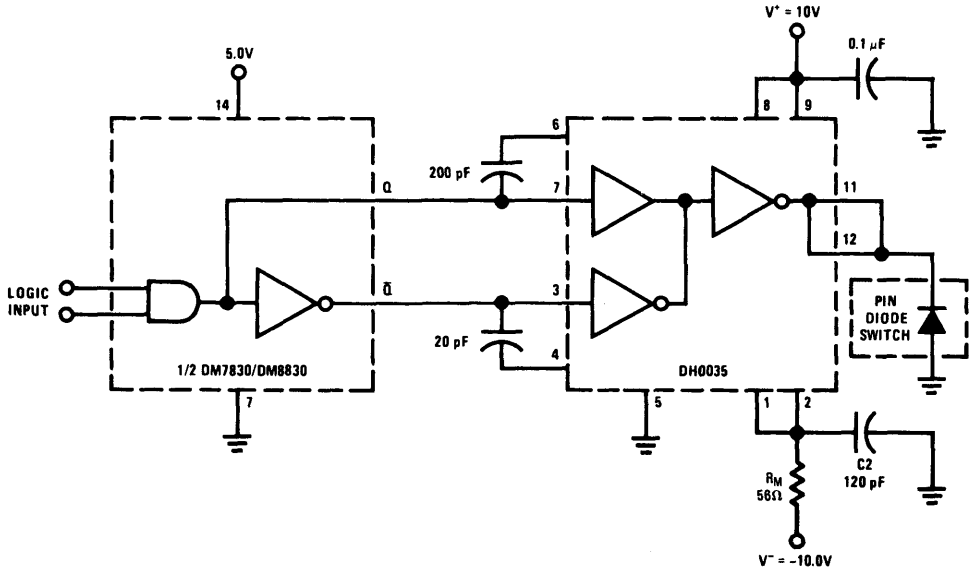 V⁺ = 10V
0.1 μF
5.0V
14
8
9
6
200 pF
Q
7
11
12
LOGIC
INPUT
Q̄
3
PIN
DIODE
SWITCH
20 pF
4
1/2 DM7830/DM8830
DH0035
7
5
1
2
C2
120 pF
R_M
56Ω
V⁻ = -10.0V